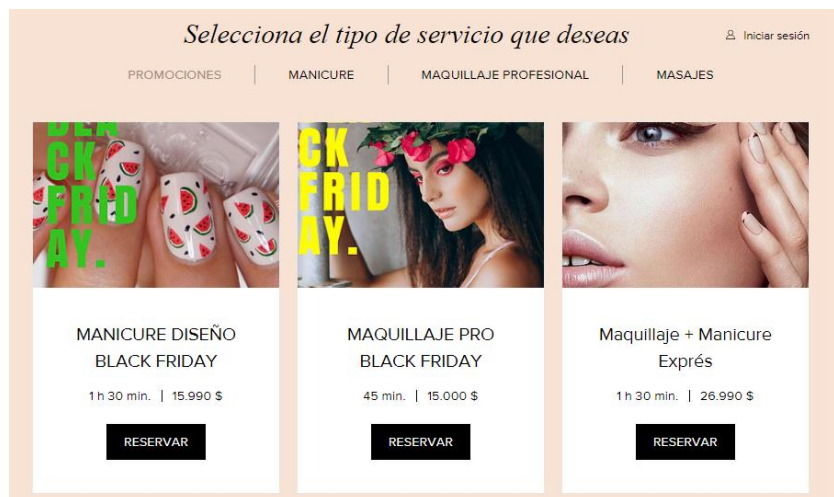 Selecciona el tipo de servicio que deseas
Iniciar sesión
PROMOCIONES | MANICURE | MAQUILLAJE PROFESIONAL | MASAJES
BLA
CK
FRID
AY.
CK
FRID
AY.
MANICURE DISEÑO
BLACK FRIDAY
1 h 30 min. | 15.990 $
RESERVAR
MAQUILLAJE PRO
BLACK FRIDAY
45 min. | 15.000 $
RESERVAR
Maquillaje + Manicure
Exprés
1 h 30 min. | 26.990 $
RESERVAR